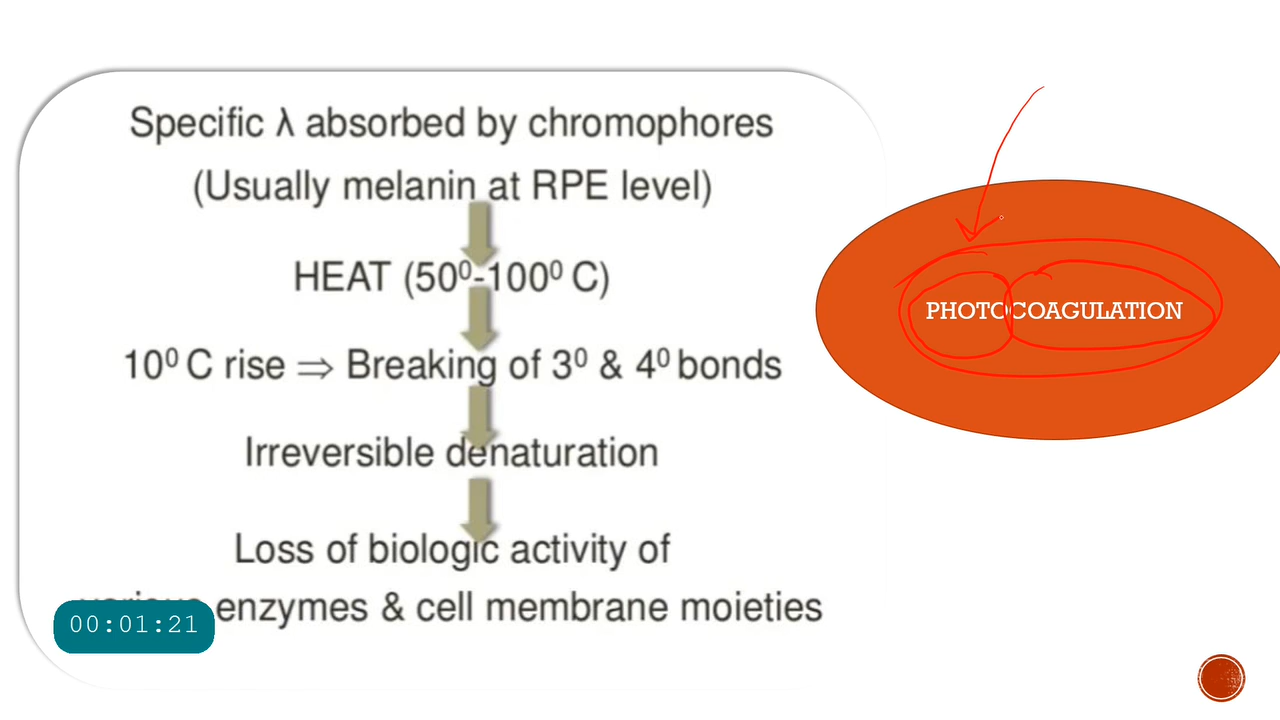 Specific λ absorbed by chromophores
(Usually melanin at RPE level)
HEAT (50⁰-100⁰ C)
10⁰ C rise ⇒ Breaking of 3⁰ & 4⁰ bonds
Irreversible denaturation
Loss of biologic activity of
enzymes & cell membrane moieties
00:01:21
PHOTOCOAGULATION